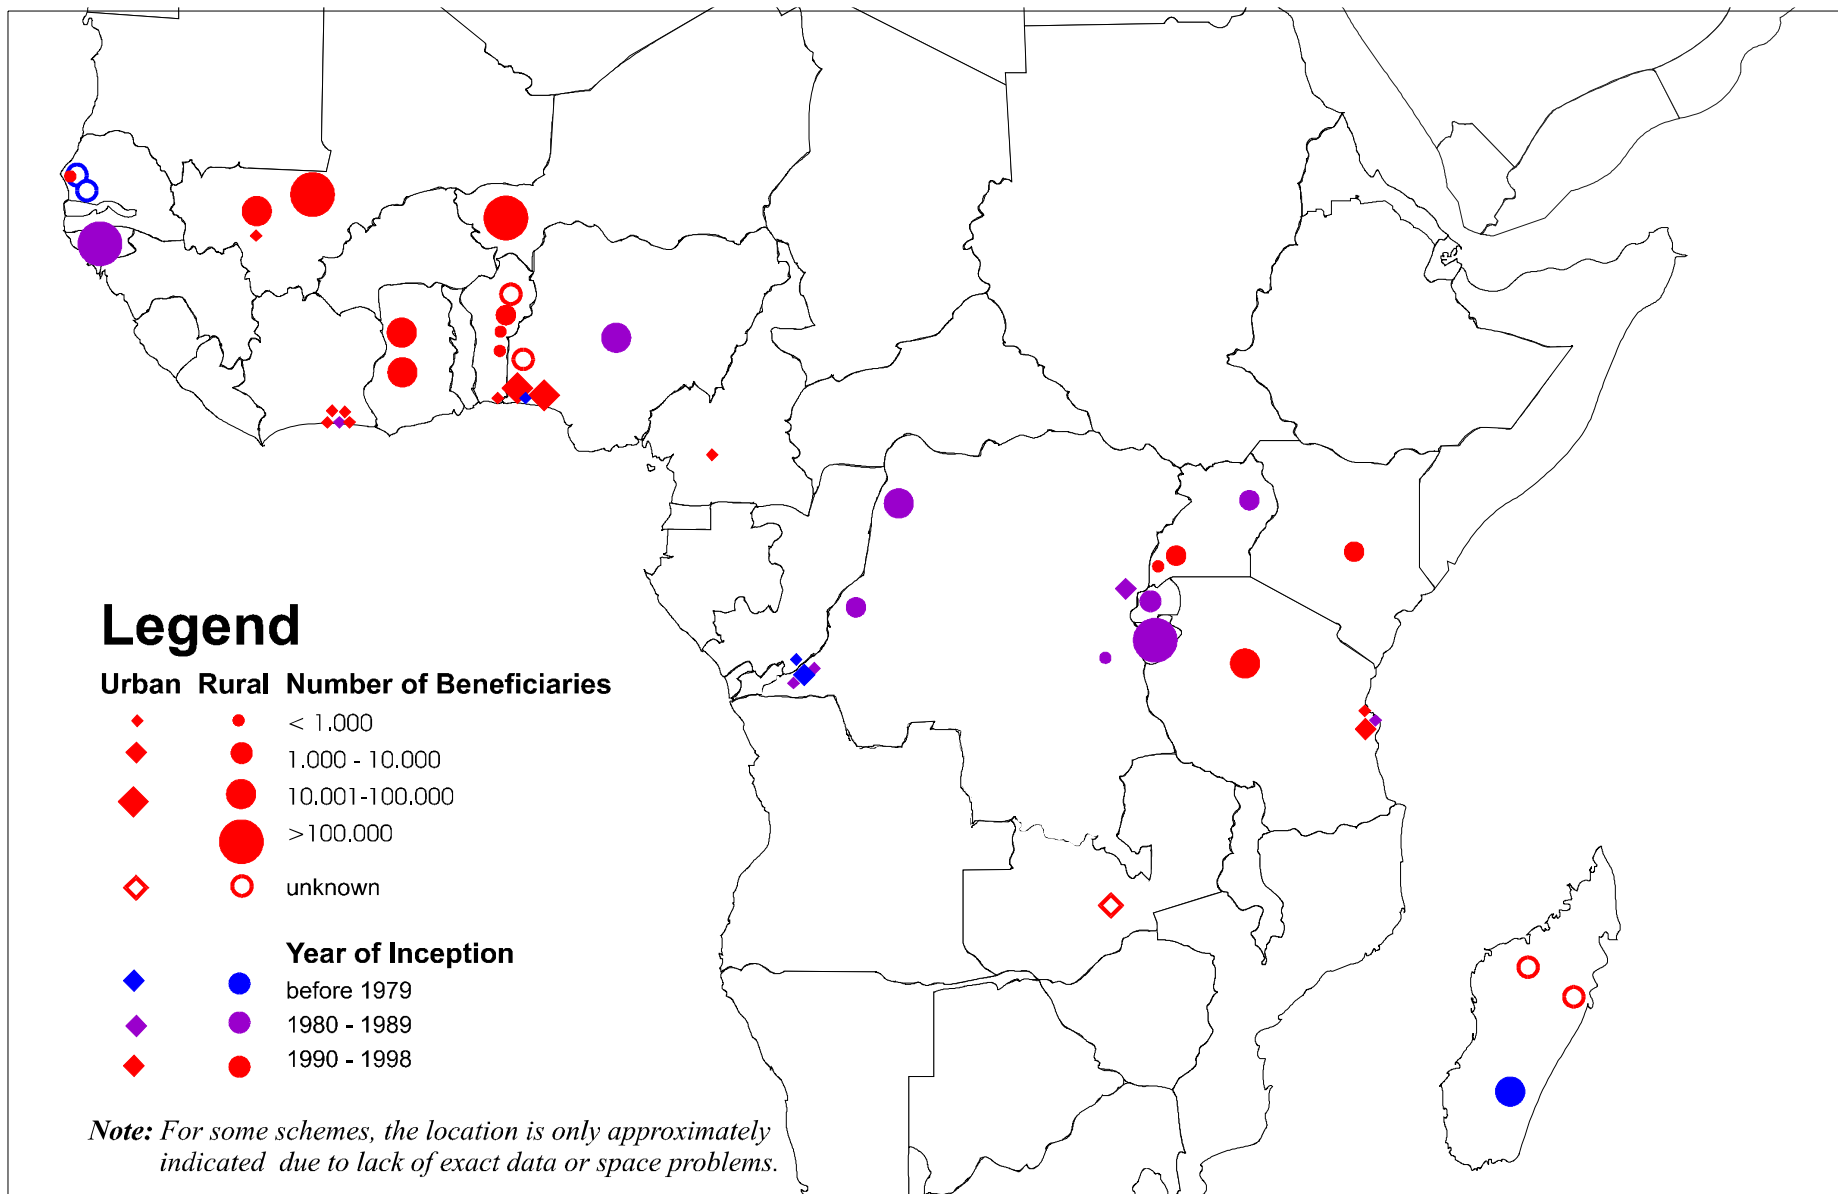 Legend
Urban Rural Number of Beneficiaries
< 1.000
1.000 - 10.000
10.001-100.000
>100.000
unknown
Year of Inception
before 1979
1980 - 1989
1990 - 1998
Note: For some schemes, the location is only approximately
indicated due to lack of exact data or space problems.